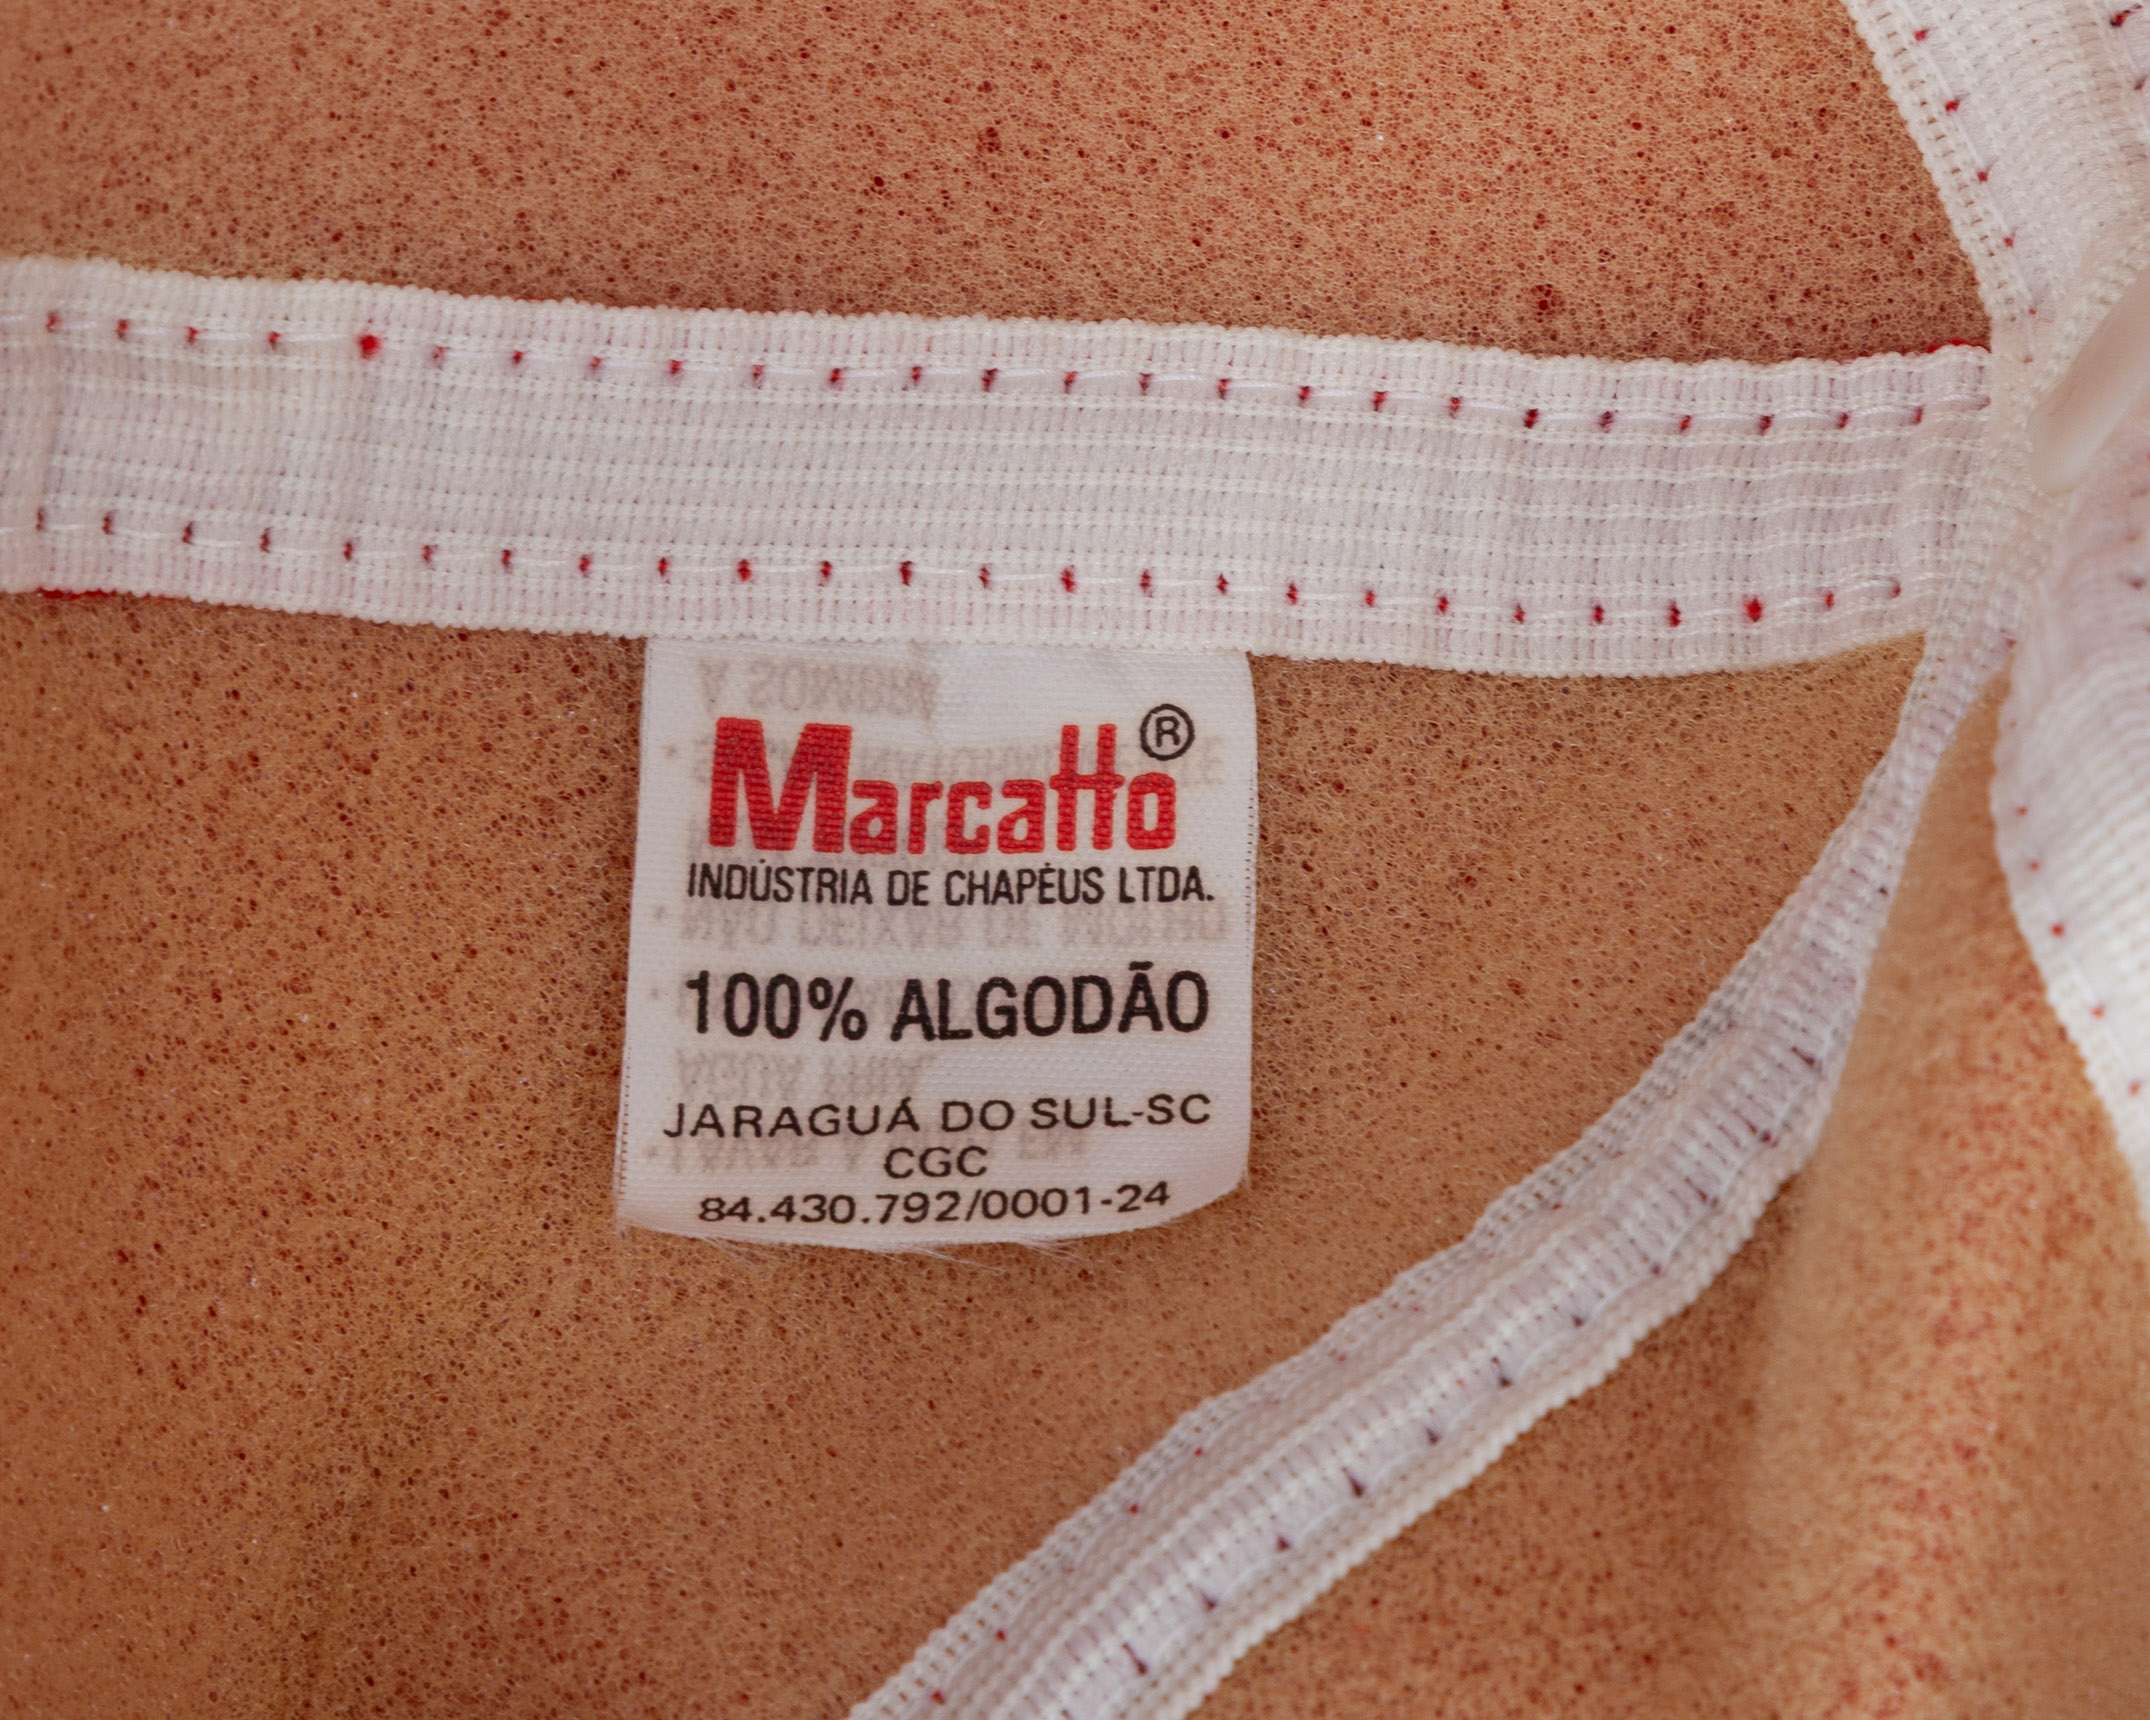 Marcatto®
INDÚSTRIA DE CHAPÉUS LTDA.
100% ALGODÃO
JARAGUÁ DO SUL-SC
CGC
84.430.792/0001-24